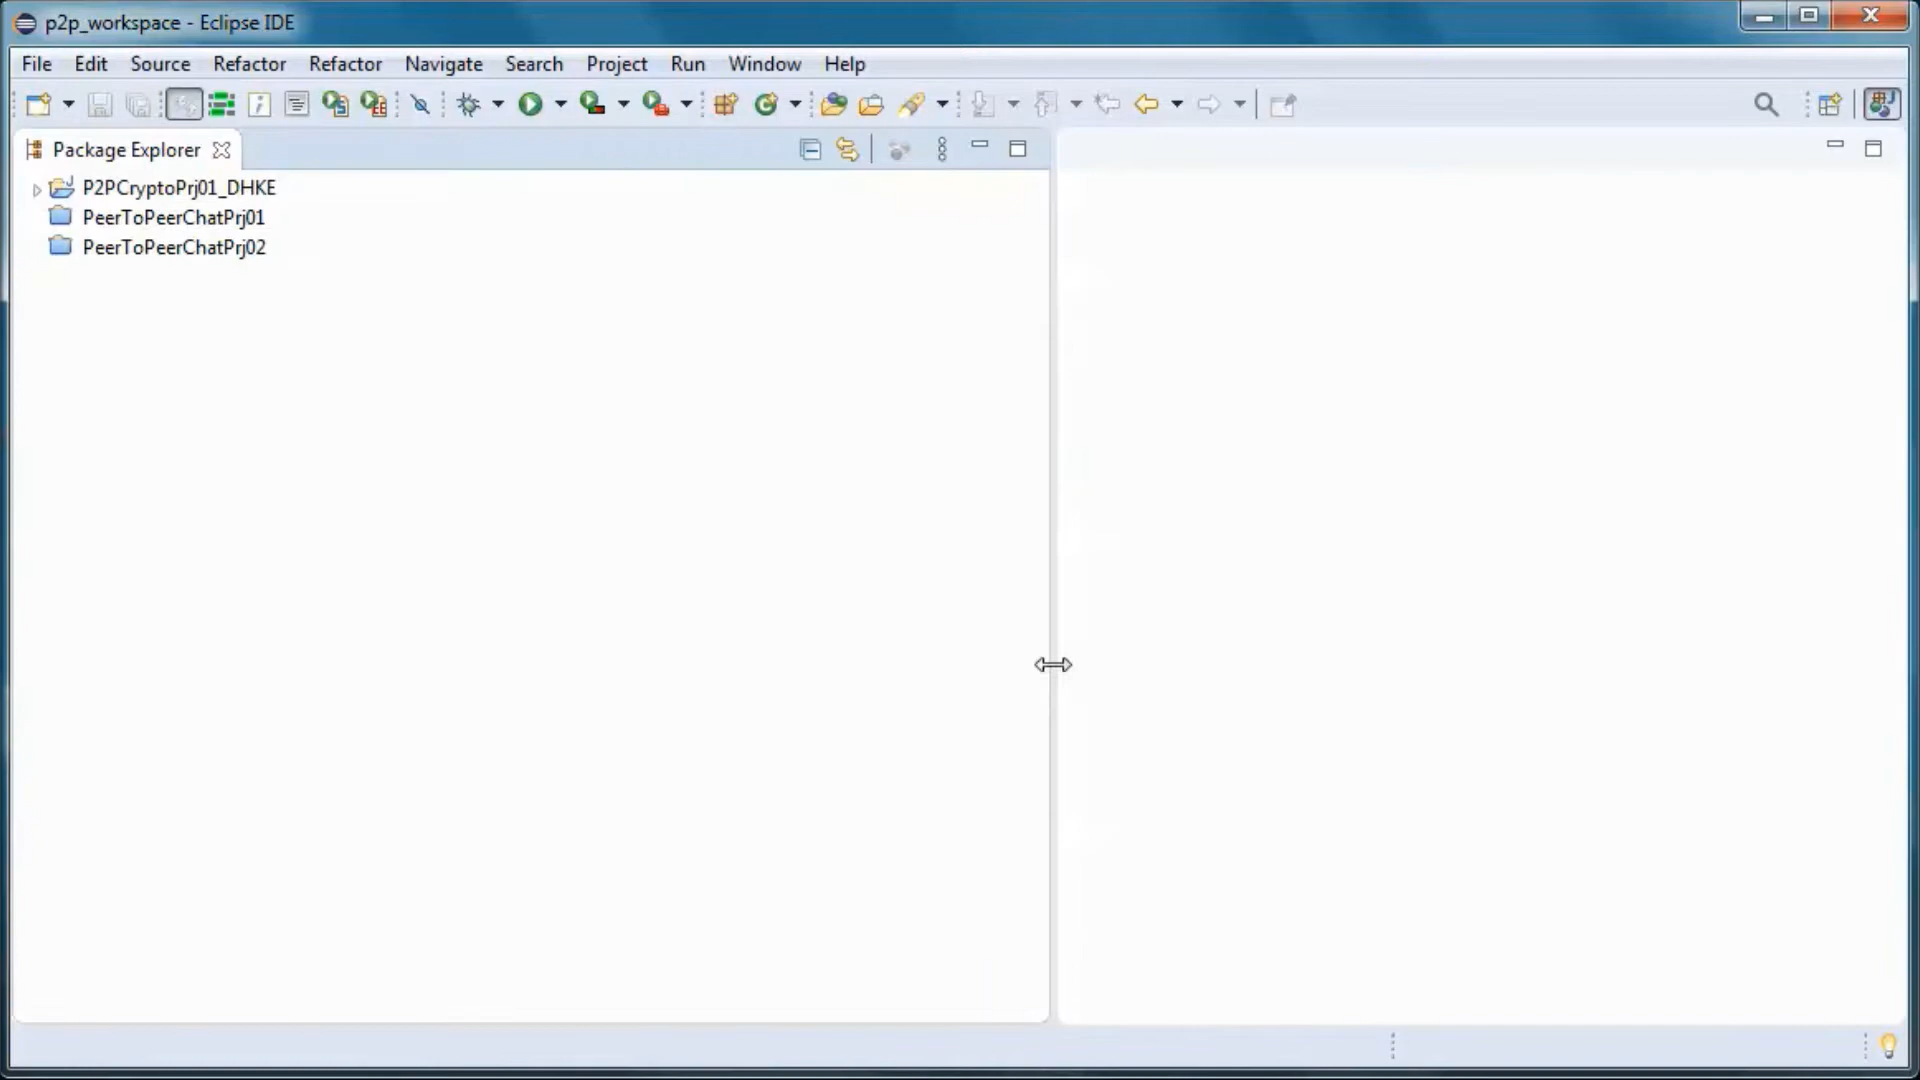 p2p_workspace - Eclipse IDE
File Edit Source Refactor Refactor Navigate Search Project Run Window Help
Package Explorer
P2PCryptoPrj01_DHKE
PeerToPeerChatPrj01
PeerToPeerChatPrj02